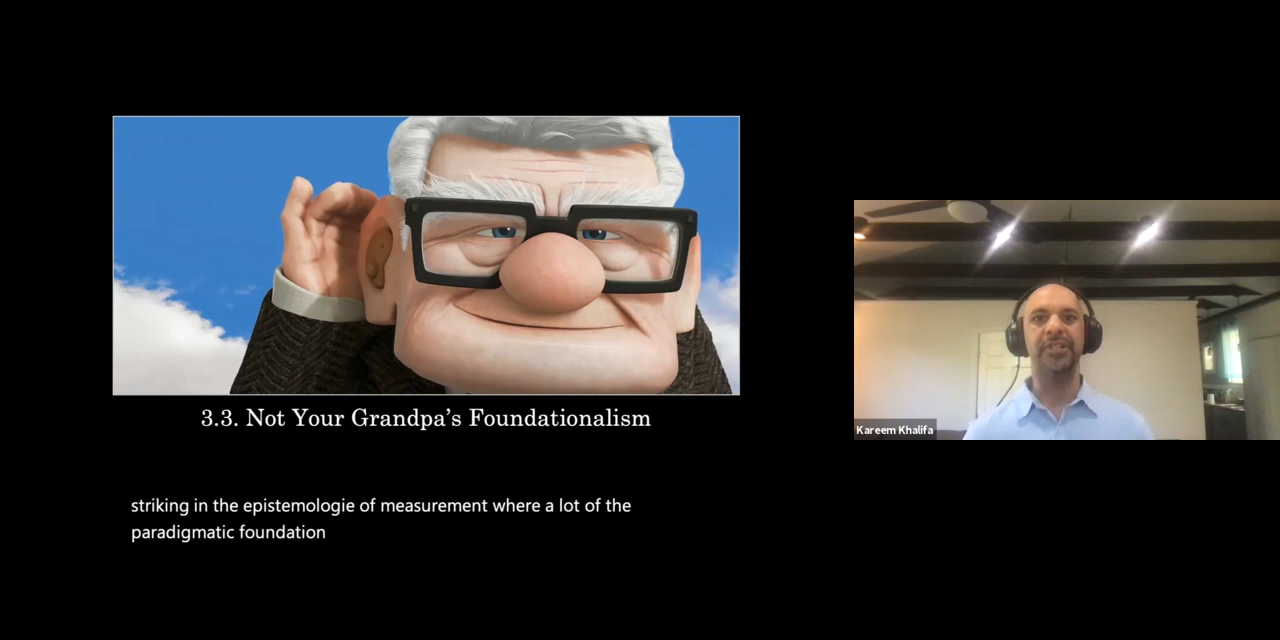 3.3. Not Your Grandpa’s Foundationalism
striking in the epistemologie of measurement where a lot of the
paradigmatic foundation
Kareem Khalifa